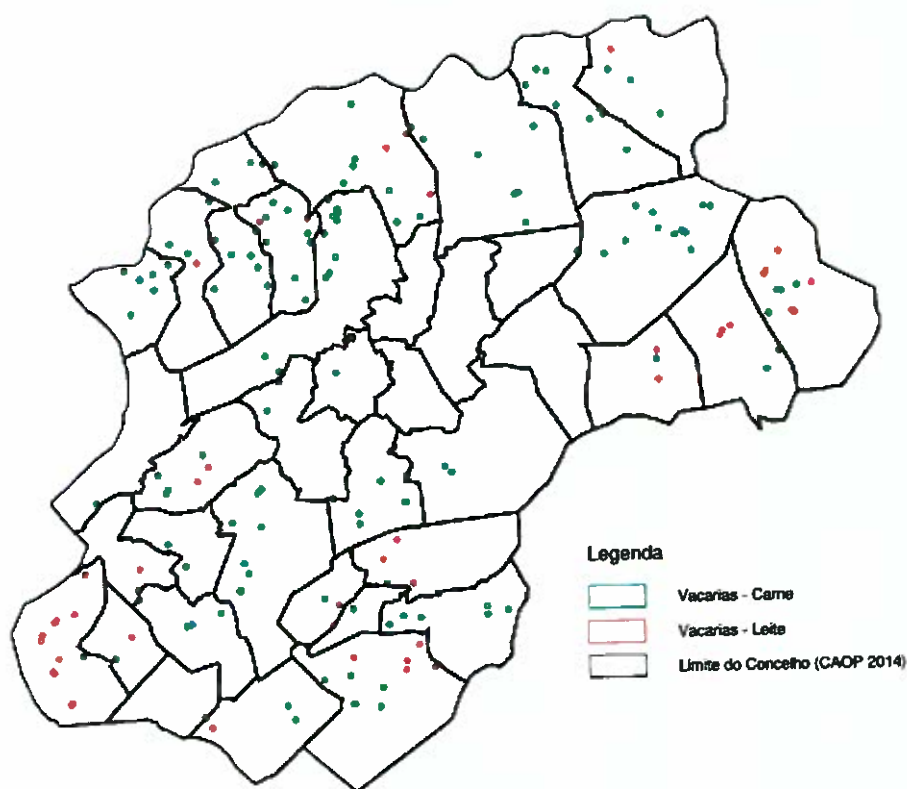 Legenda
Vacarias - Carne
Vacarias - Leite
Limite do Concelho (CAOP 2014)